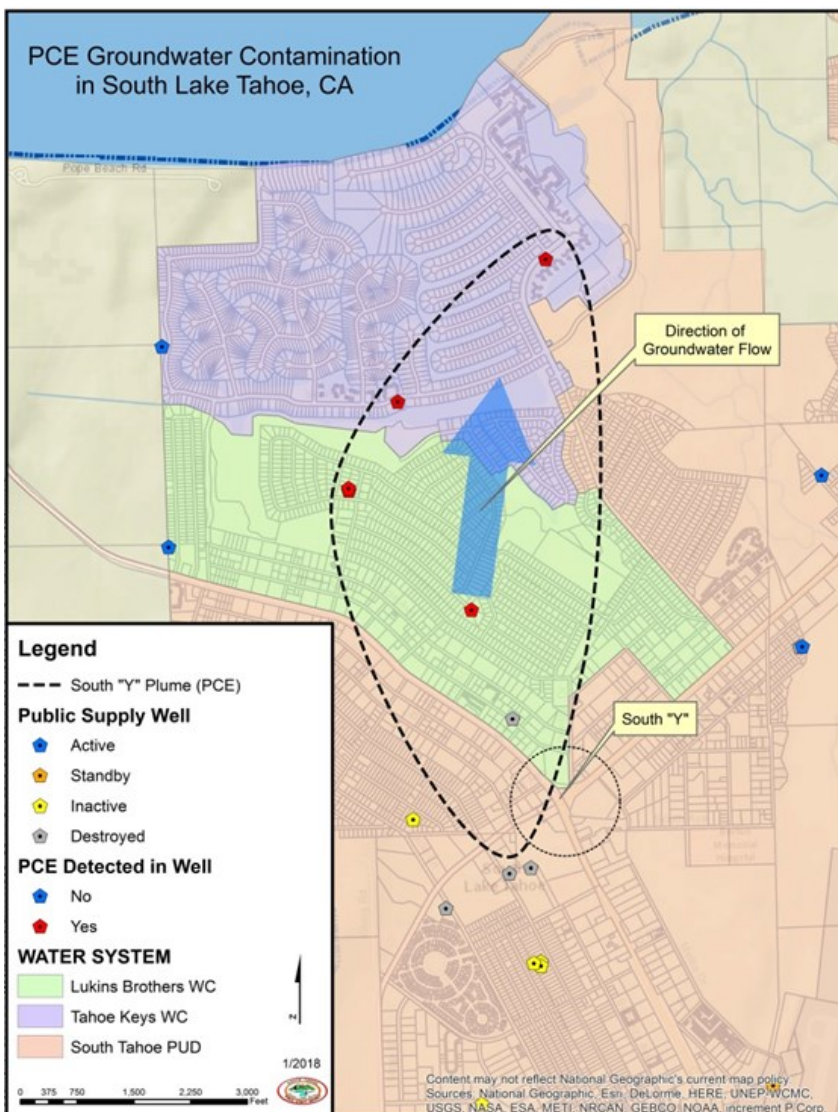 PCE Groundwater Contamination
in South Lake Tahoe, CA
Pope Beach Rd
Direction of
Groundwater Flow
South "Y"
Lake Tahoe
Memorial
Hospital
Legend
South "Y" Plume (PCE)
Public Supply Well
Active
Standby
Inactive
Destroyed
PCE Detected in Well
No
Yes
WATER SYSTEM
Lukins Brothers WC
Tahoe Keys WC
South Tahoe PUD
N
1/2018
0 375 750 1,500 2,250 3,000
Feet
Content may not reflect National Geographic's current map policy.
Sources: National Geographic, Esri, DeLorme, HERE, UNEP-WCMC,
USGS, NASA, ESA, METI, NRCAN, GEBCO, NOAA, increment P Corp.